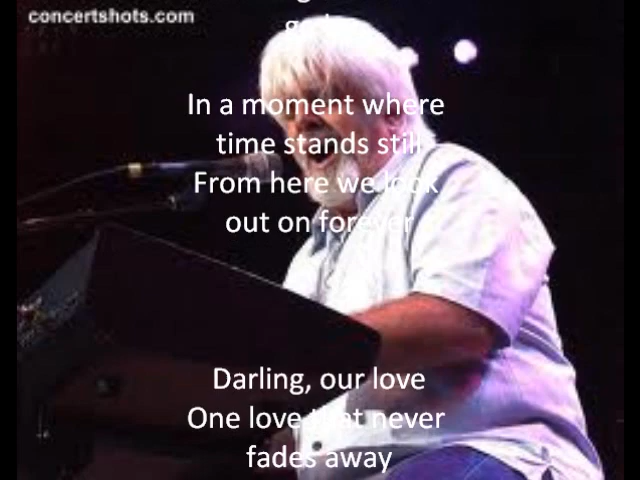 concertshots.com
In a moment where
time stands still
From here we look
out on forever
Darling, our love
One love that never
fades away